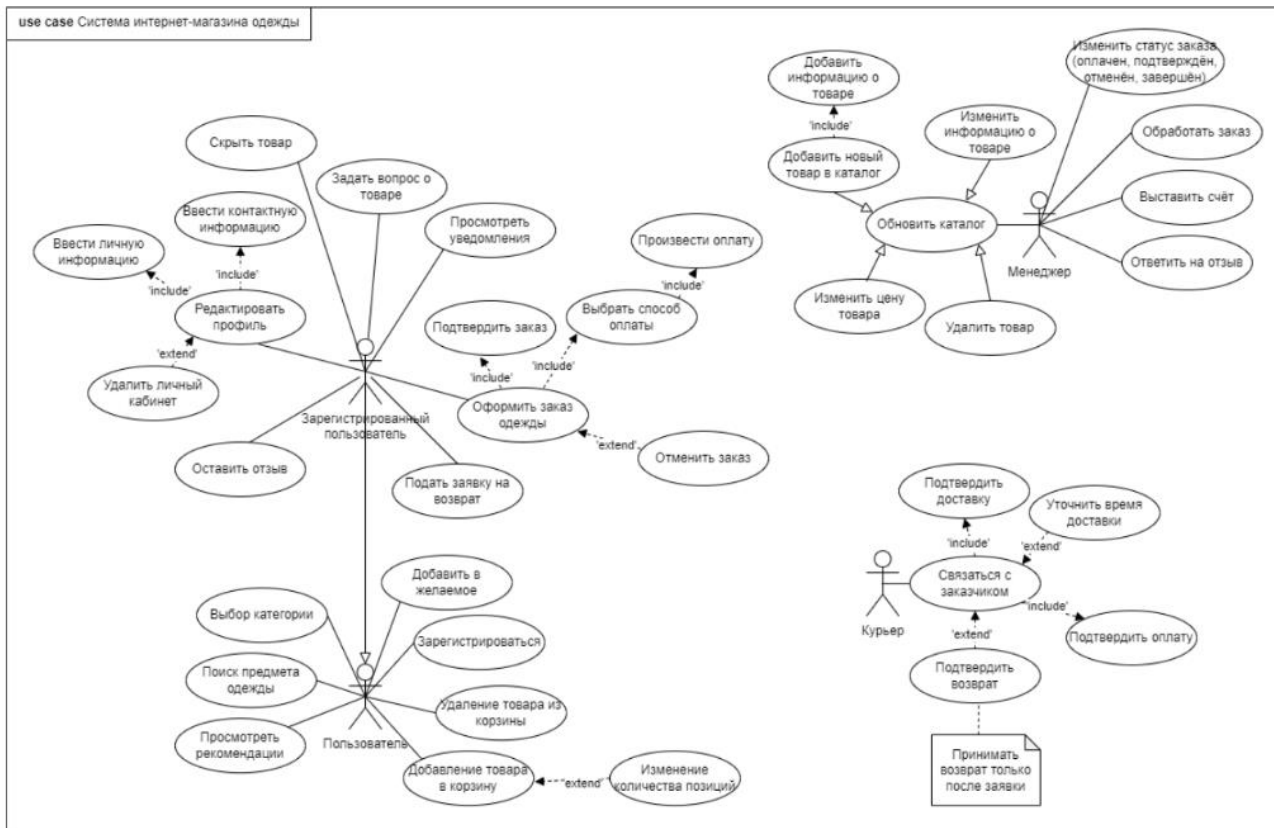 use case Система интернет-магазина одежды
Скрыть товар
Задать вопрос о
товаре
Просмотреть
уведомления
Ввести контактную
информацию
Ввести личную
информацию
'include'
'include'
Редактировать
профиль
'extend'
Удалить личный
кабинет
Зарегистрированный
пользователь
Оставить отзыв
Подать заявку на
возврат
Подтвердить заказ
'include'
Оформить заказ
одежды
'include'
Выбрать способ
оплаты
'include'
Произвести оплату
'extend'
Отменить заказ
Добавить
информацию о
товаре
'include'
Добавить новый
товар в каталог
Изменить
информацию о
товаре
Обновить каталог
Изменить цену
товара
Удалить товар
Менеджер
Изменить статус заказа
(оплачен, подтверждён,
отменён, завершён)
Обработать заказ
Выставить счёт
Ответить на отзыв
Добавить в
желаемое
Выбор категории
Зарегистрироваться
Поиск предмета
одежды
Удаление товара из
корзины
Просмотреть
рекомендации
Пользователь
Добавление товара
в корзину
'extend'
Изменение
количества позиций
Подтвердить
доставку
Уточнить время
доставки
'include'
'extend'
Связаться с
заказчиком
Курьер
'include'
Подтвердить оплату
'extend'
Подтвердить
возврат
Принимать
возврат только
после заявки